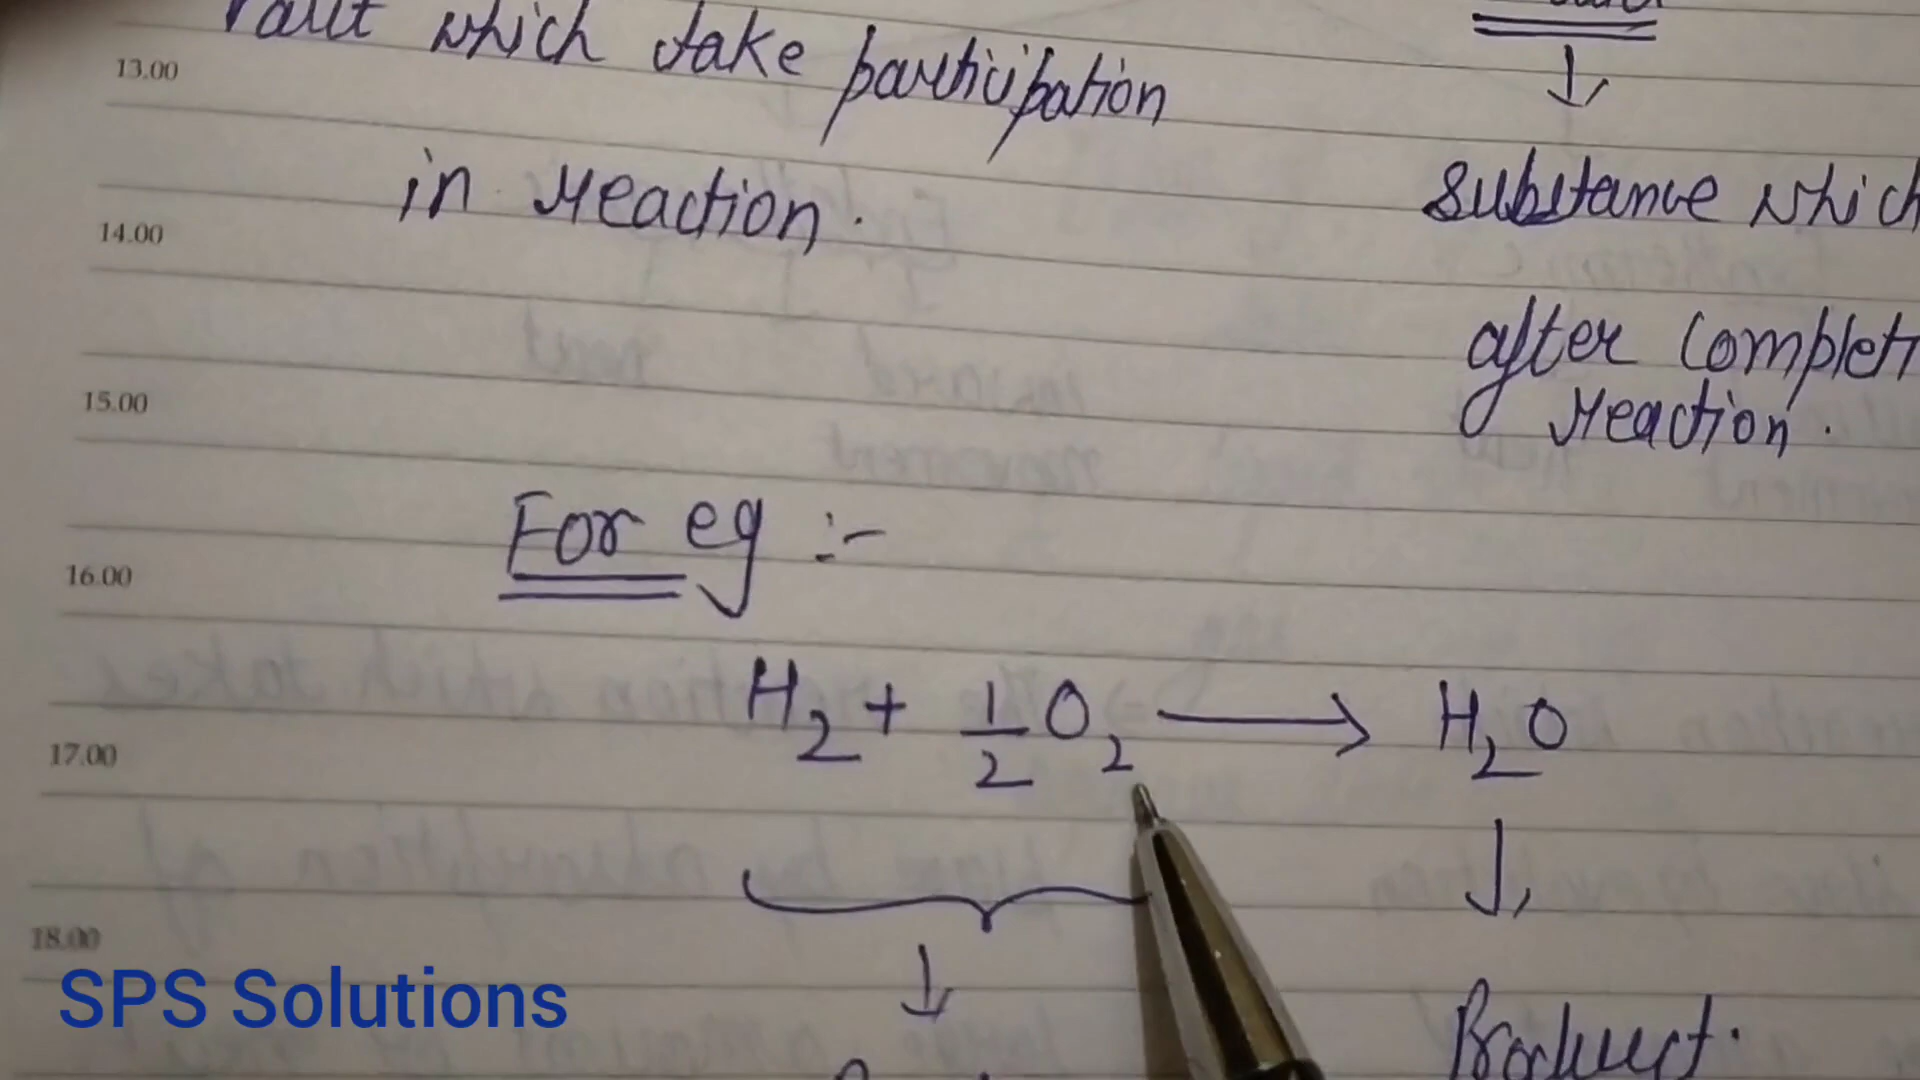 Part which take participation
in reaction.
substance which
after complet
reaction.
13.00
14.00
15.00
16.00
17.00
18.00
For eg :-
H₂ + 1/2 O₂ → H₂O
Product.
SPS Solutions